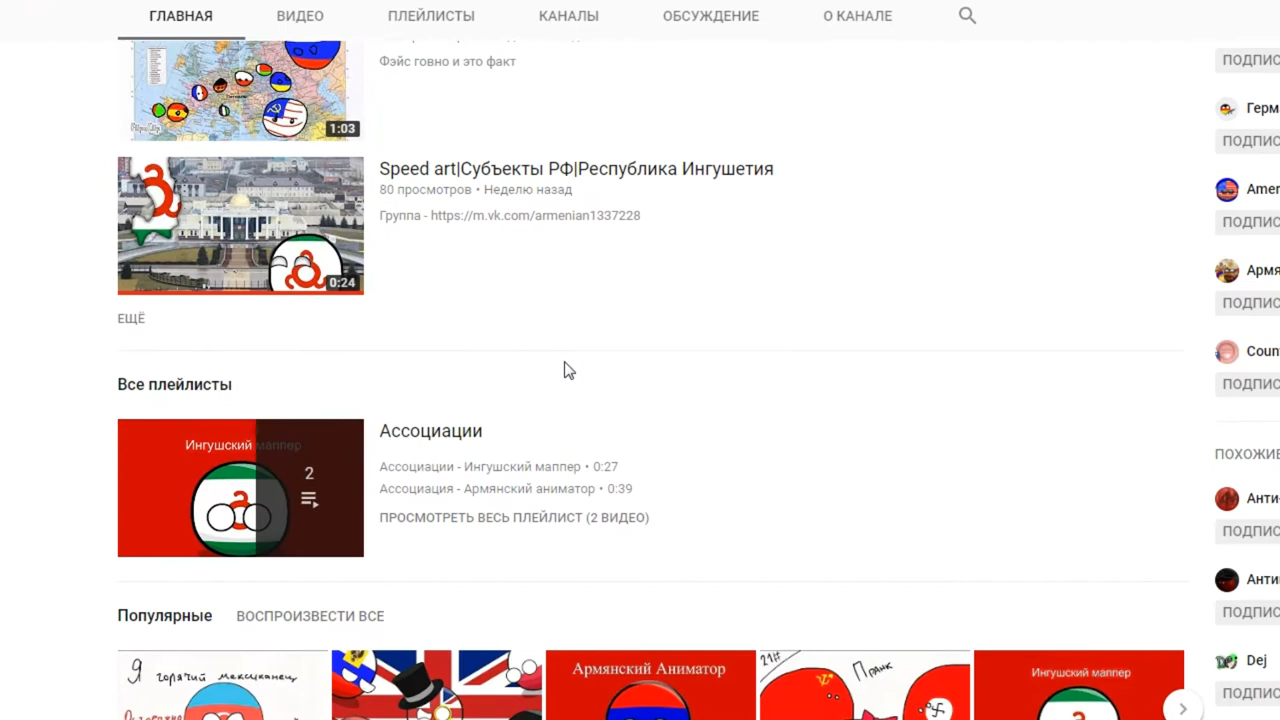 ГЛАВНАЯ ВИДЕО ПЛЕЙЛИСТЫ КАНАЛЫ ОБСУЖДЕНИЕ О КАНАЛЕ
Фэйс говно и это факт
1:03
Speed art|Субъекты РФ|Республика Ингушетия
80 просмотров • Неделю назад
Группа - https://m.vk.com/armenian1337228
0:24
ЕЩЁ
Все плейлисты
Ингушский маппер
2
Ассоциации
Ассоциации - Ингушский маппер • 0:27
Ассоциация - Армянский аниматор • 0:39
ПРОСМОТРЕТЬ ВЕСЬ ПЛЕЙЛИСТ (2 ВИДЕО)
Популярные ВОСПРОИЗВЕСТИ ВСЕ
Я горячий мексиканец
Армянский Аниматор
21+
Пранк
Ингушский маппер
ПОДПИС
Герм
ПОДПИС
Amer
ПОДПИС
Армя
ПОДПИС
Coun
ПОДПИС
ПОХОЖИЕ
Анти-
ПОДПИС
Анти
ПОДПИС
Dej
ПОДПИС